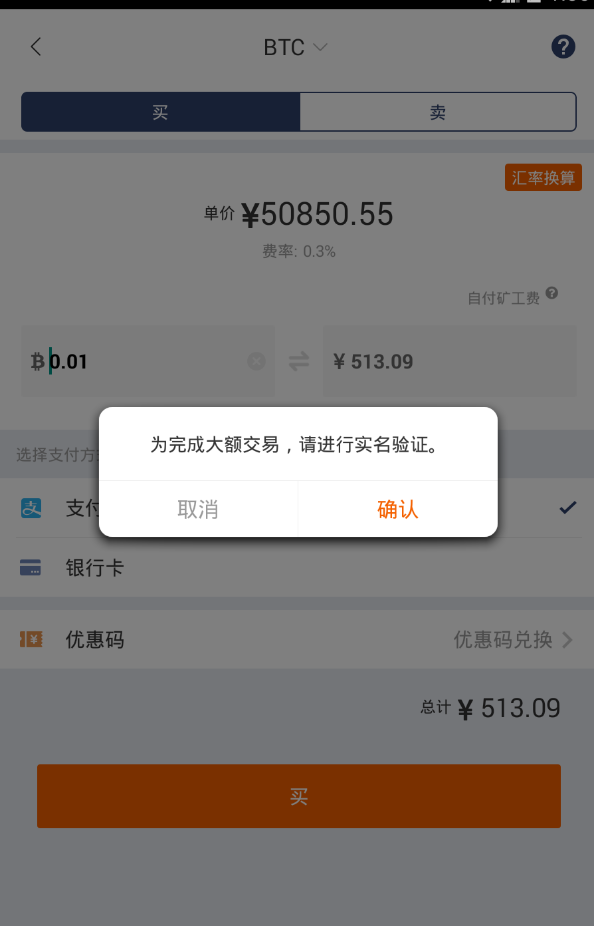 BTC
买
卖
汇率换算
单价 ¥50850.55
费率: 0.3%
自付矿工费
0.01
¥ 513.09
为完成大额交易，请进行实名验证。
取消
确认
选择支付方
支付
银行卡
优惠码
优惠码兑换
总计 ¥ 513.09
买